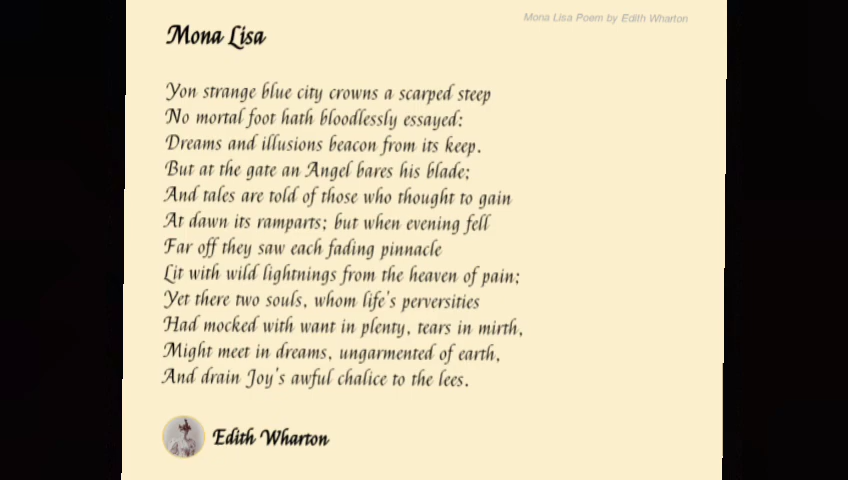 Mona Lisa Poem by Edith Wharton
Mona Lisa
Yon strange blue city crowns a scarped steep
No mortal foot hath bloodlessly essayed:
Dreams and illusions beacon from its keep.
But at the gate an Angel bares his blade;
And tales are told of those who thought to gain
At dawn its ramparts; but when evening fell
Far off they saw each fading pinnacle
Lit with wild lightnings from the heaven of pain;
Yet there two souls, whom life's perversities
Had mocked with want in plenty, tears in mirth,
Might meet in dreams, ungarmented of earth,
And drain Joy's awful chalice to the lees.
Edith Wharton